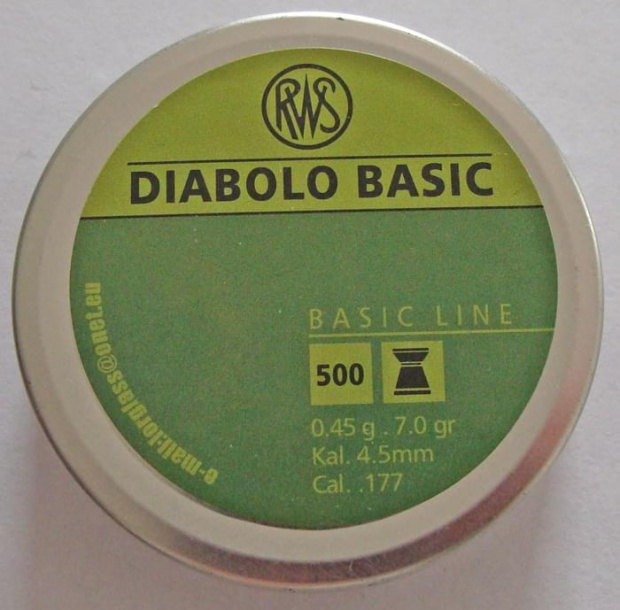 RWS
DIABOLO BASIC
BASIC LINE
500
0.45 g . 7.0 gr
Kal. 4.5mm
Cal. .177
e-mail:lorglass@onet.eu